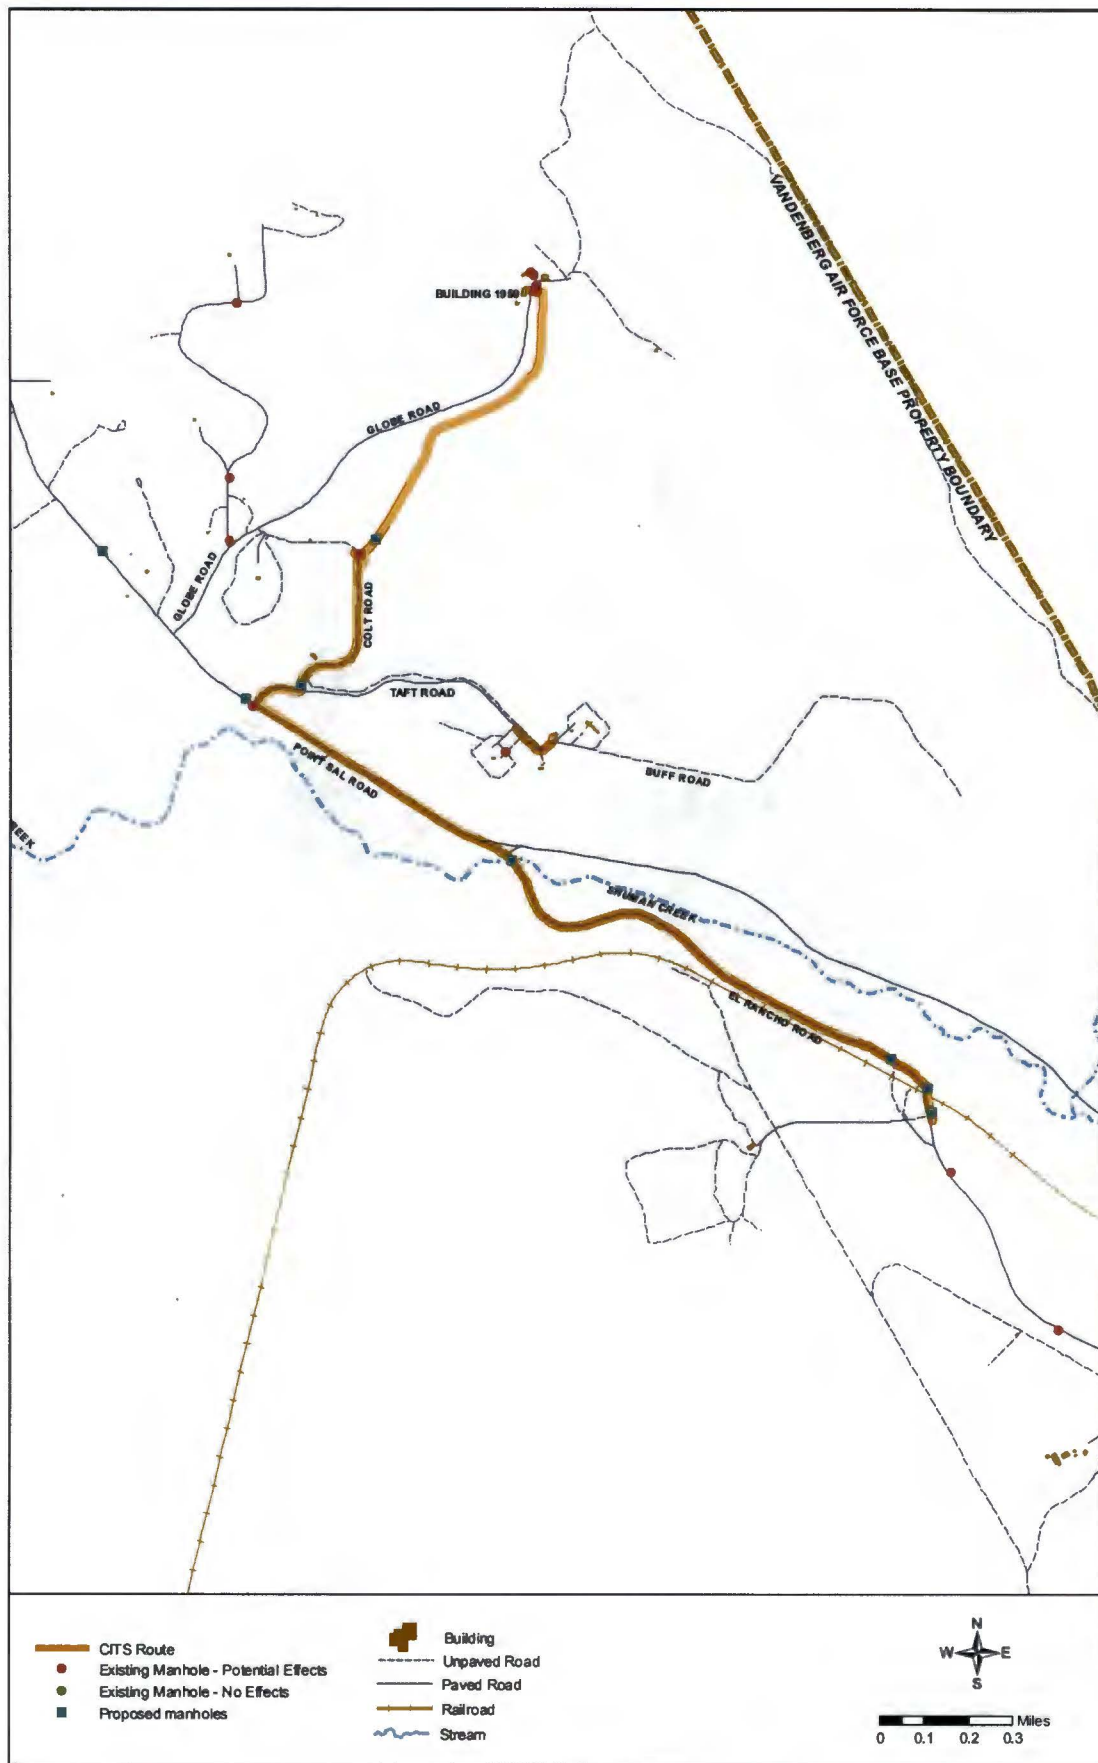 VANDENBERG AIR FORCE BASE PROPERTY BOUNDARY
BUILDING 1959
GLOBE ROAD
GLOBE ROAD
COLT ROAD
TAFT ROAD
POINT SAL ROAD
BUFF ROAD
REEK
SHUMAN CREEK
EL RANCHO ROAD
CITS Route
Existing Manhole - Potential Effects
Existing Manhole - No Effects
Proposed manholes
Building
Unpaved Road
Paved Road
Railroad
Stream
N
W E
S
Miles
0 0.1 0.2 0.3